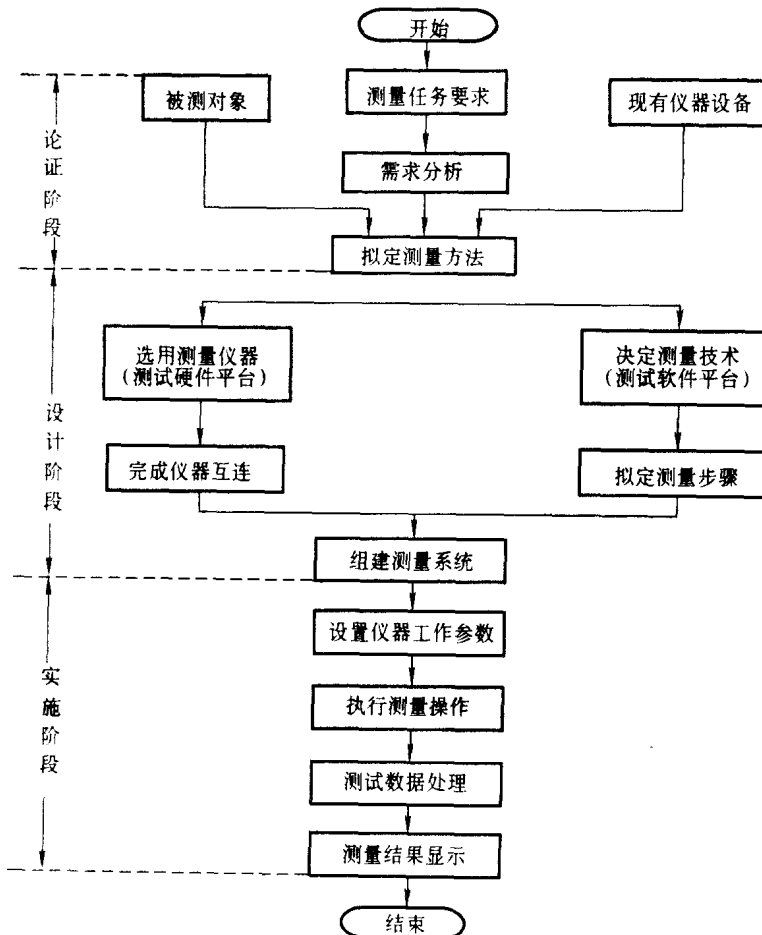 开始
被测对象
测量任务要求
现有仪器设备
论证阶段
需求分析
拟定测量方法
选用测量仪器
（测试硬件平台）
决定测量技术
（测试软件平台）
设计阶段
完成仪器互连
拟定测量步骤
组建测量系统
设置仪器工作参数
实施阶段
执行测量操作
测试数据处理
测量结果显示
结束